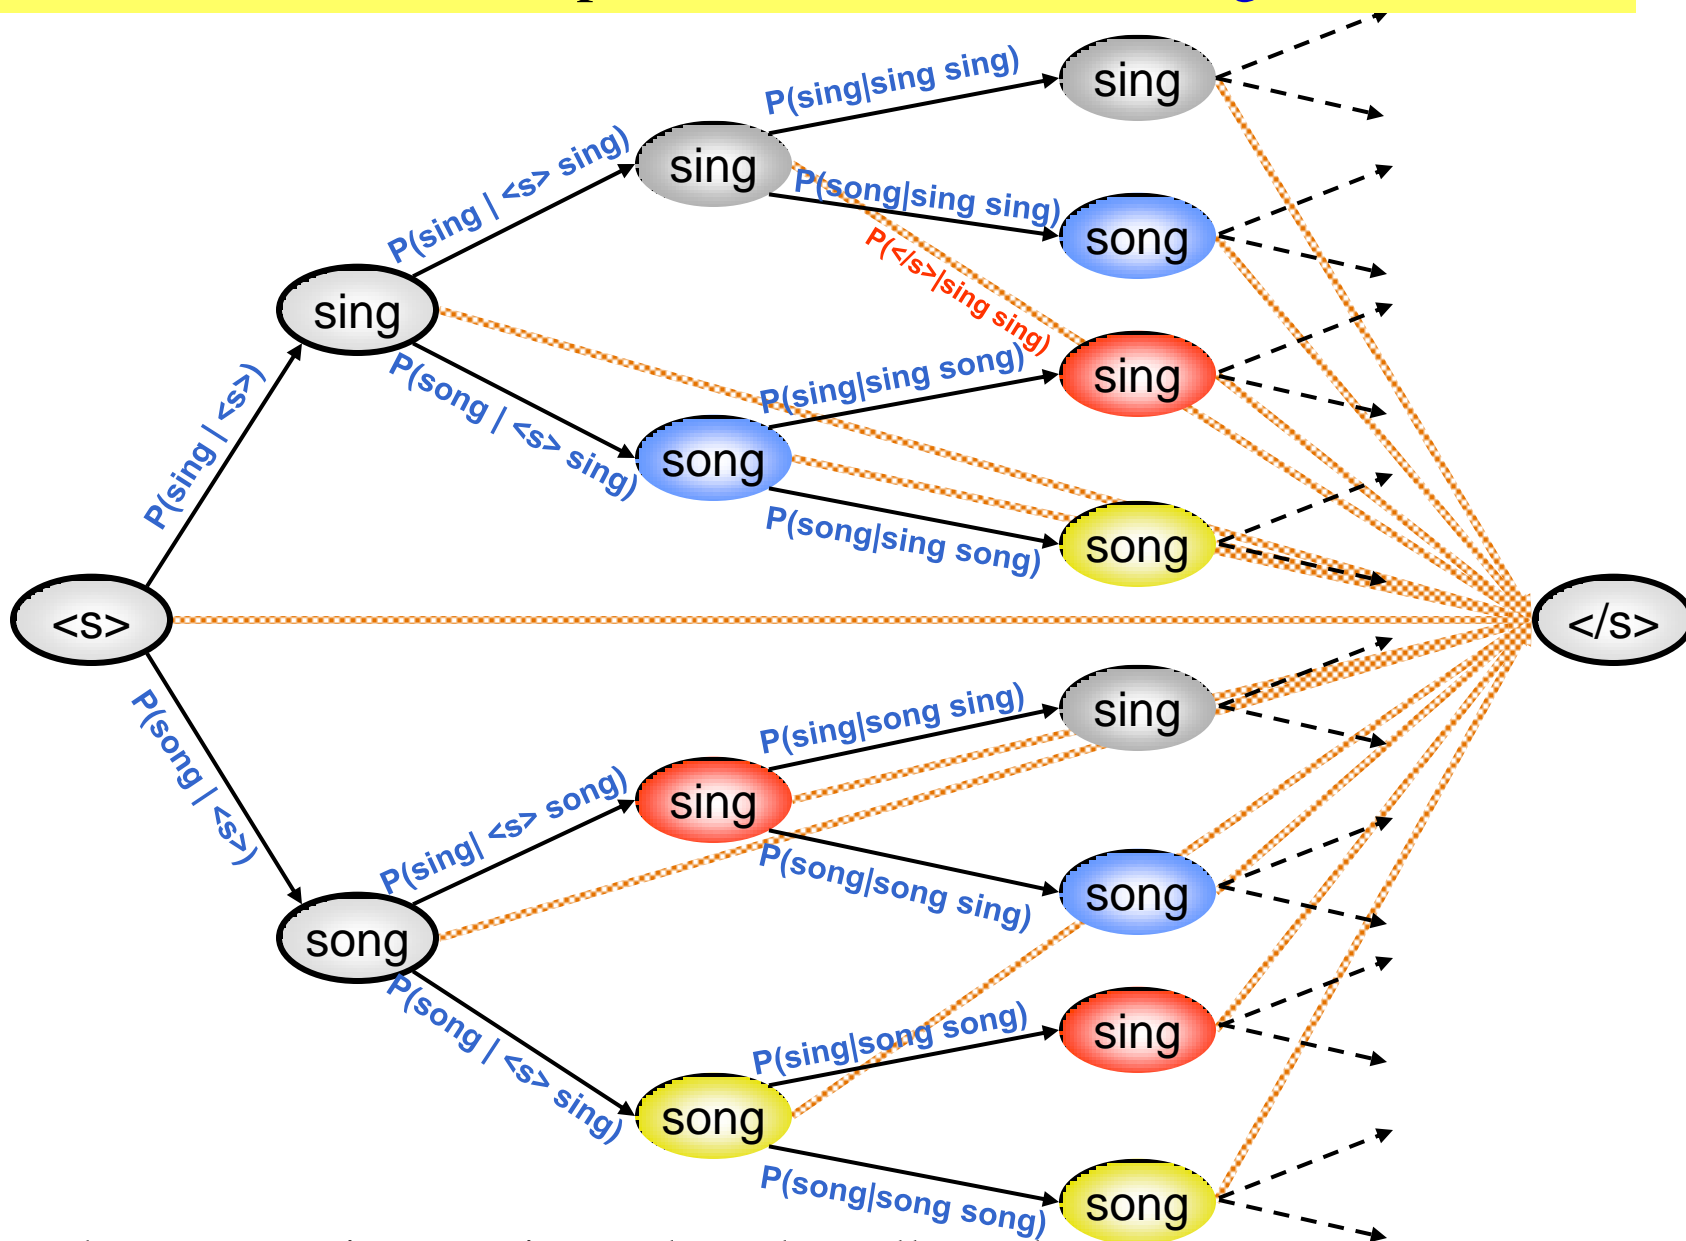 P(sing|sing sing)
sing
P(sing | <s> sing)
sing
P(song|sing sing)
song
P(</s>|sing sing)
sing
P(sing | <s>)
P(song | <s> sing)
P(sing|sing song)
sing
song
P(song|sing song)
song
<s>
</s>
P(song | <s>)
P(sing|song sing)
sing
P(sing| <s> song)
sing
P(song|song sing)
song
song
P(song | <s> sing)
P(sing|song song)
sing
song
P(song|song song)
song